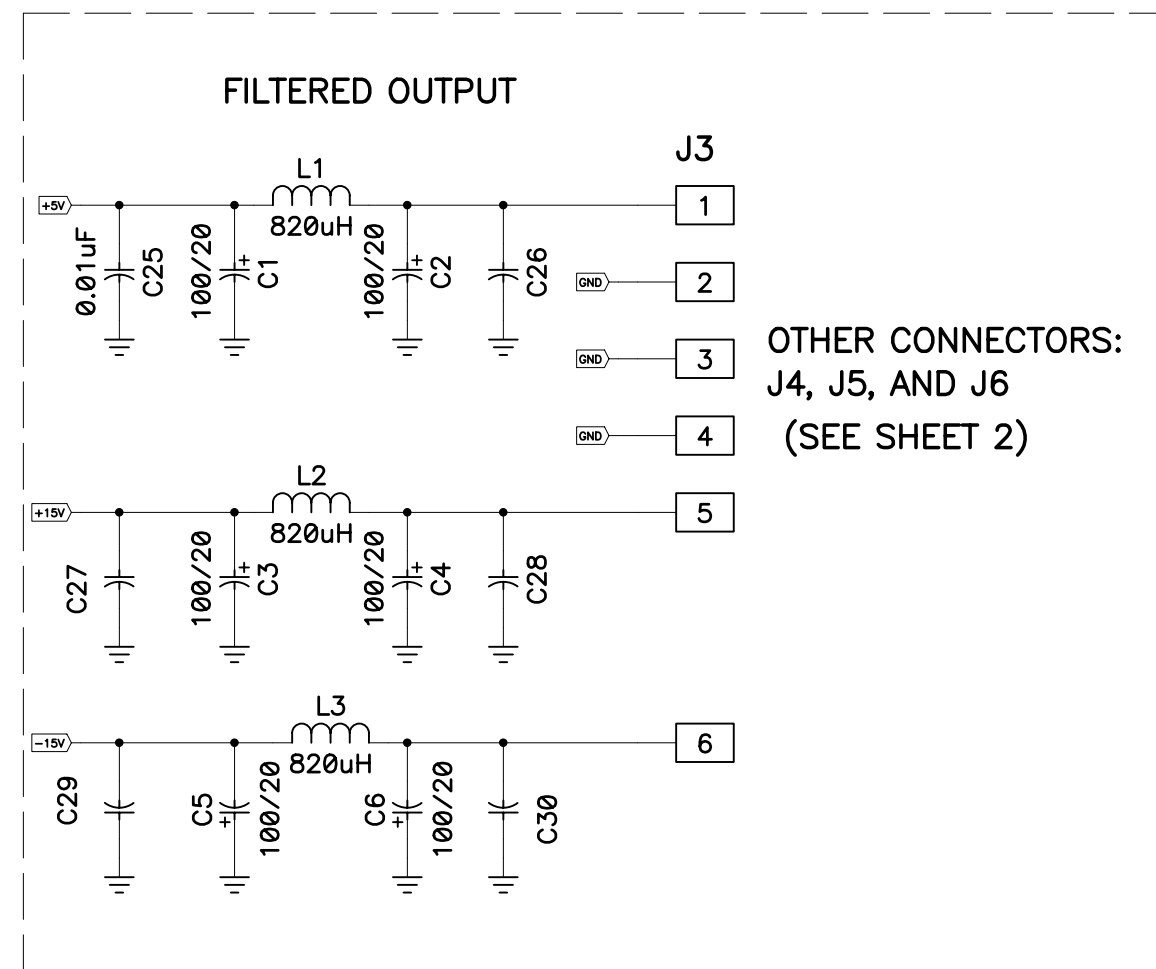 FILTERED OUTPUT
J3
L1
+5V
820uH
1
0.01uF
C25
100/20
C1
100/20
C2
C26
GND
2
GND
3
OTHER CONNECTORS:
J4, J5, AND J6
GND
4
(SEE SHEET 2)
L2
+15V
820uH
5
C27
100/20
C3
100/20
C4
C28
L3
-15V
820uH
6
C29
C5
+
100/20
C6
+
100/20
C30